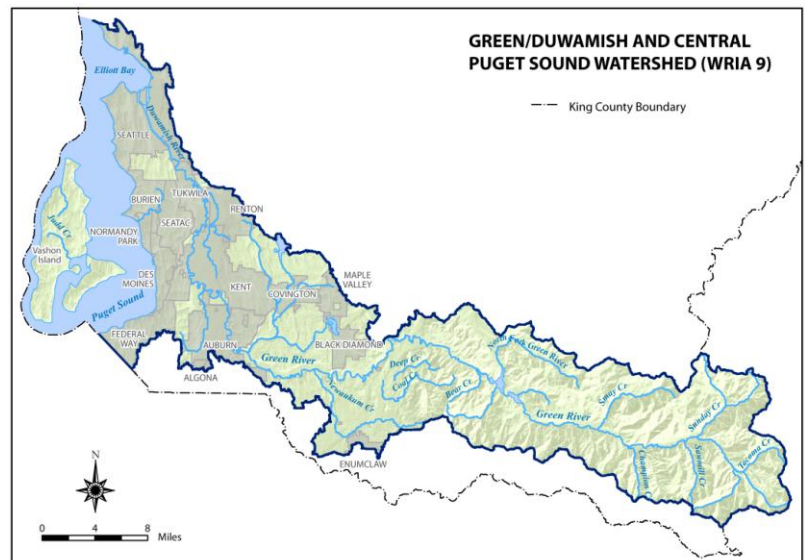 GREEN/DUWAMISH AND CENTRAL
PUGET SOUND WATERSHED (WRIA 9)
King County Boundary
Elliott Bay
Duwamish River
SEATTLE
TUKWILA
BURIEN
RENTON
SEATAC
Judd Cr
NORMANDY
PARK
Vashon
Island
MAPLE
VALLEY
DES
MOINES
KENT
COVINGTON
Puget Sound
FEDERAL
WAY
AUBURN
BLACK DIAMOND
North Fork Green River
Green River
Deep Cr
ALGONA
Coal Cr
Bear Cr
Smay Cr
Newaukum Cr
Green River
Sunday Cr
Tacoma Cr
Champion Cr
Sawmill Cr
ENUMCLAW
N
0 4 8
Miles